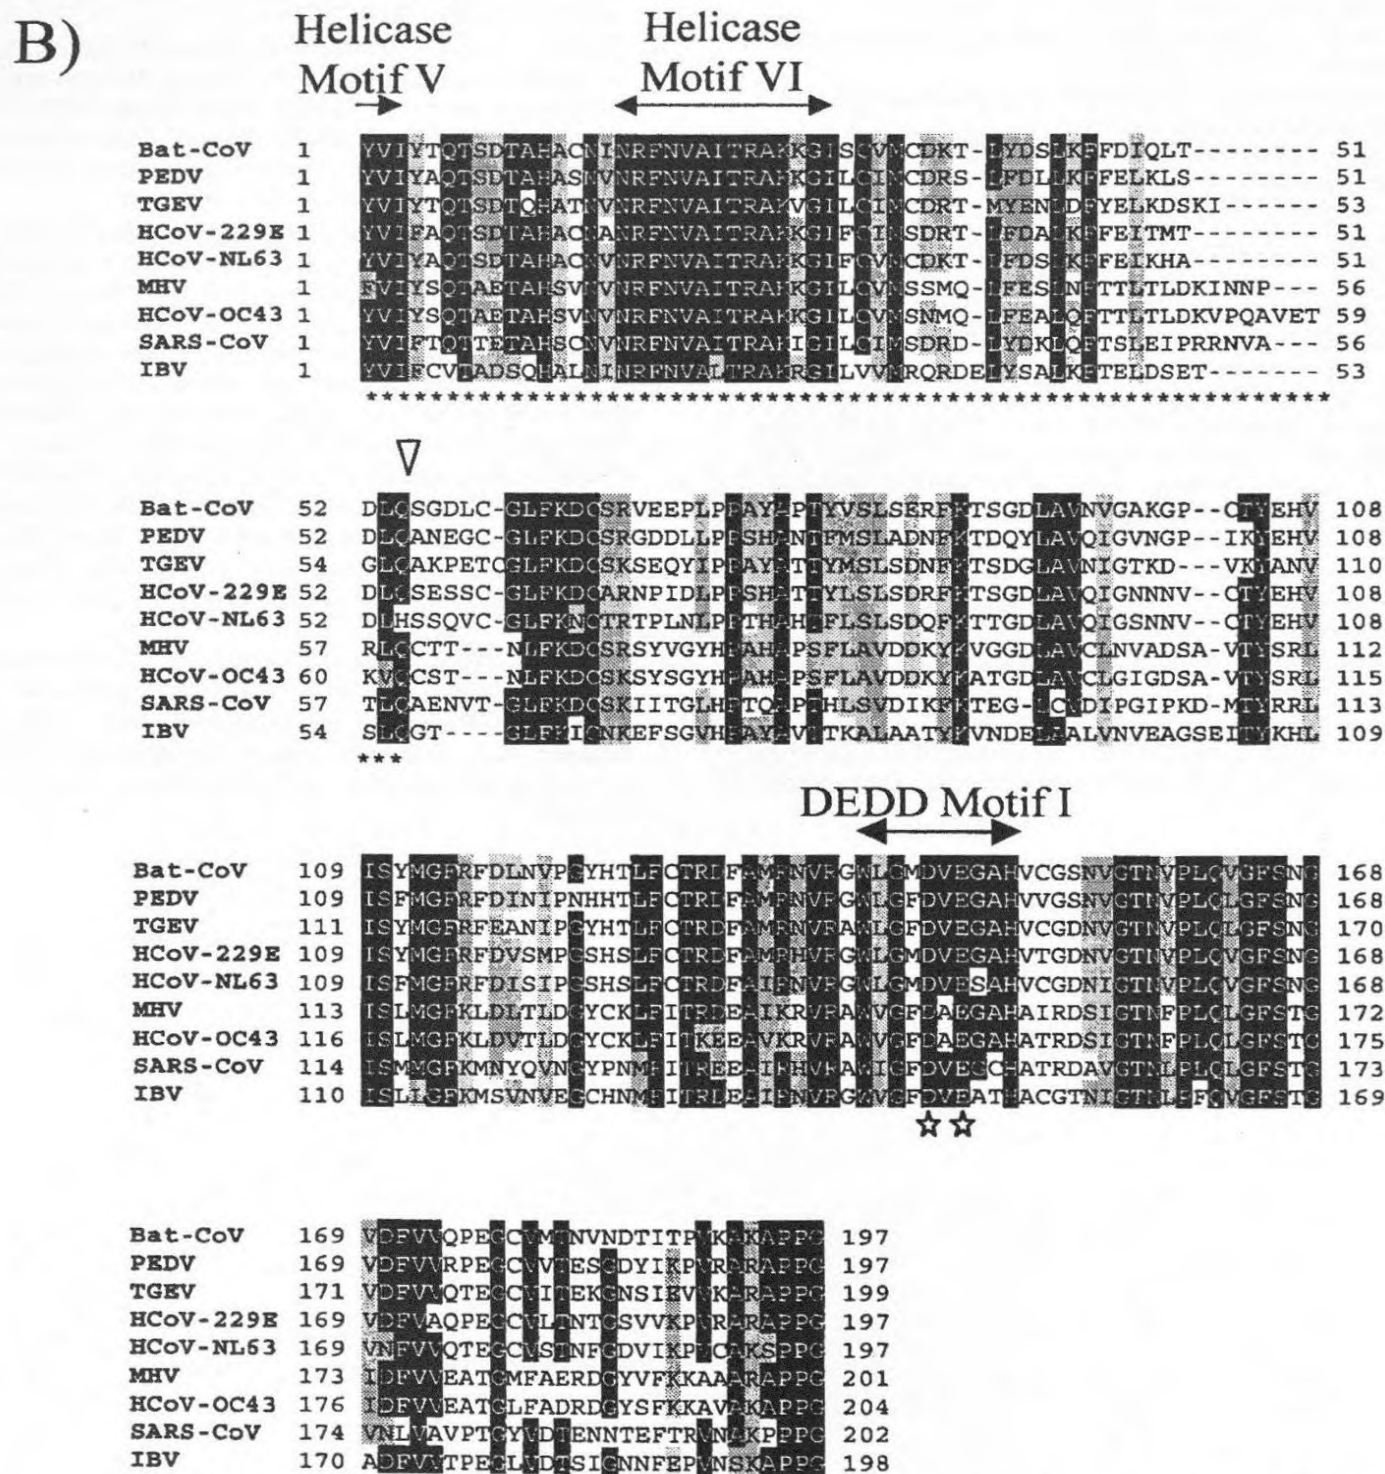 B)
Helicase Motif V
Helicase Motif VI
Bat-CoV 1 YVIYTQTSDTAHACNINRFNVAITRAKKGISCVMCDKT-LYDSLKFFDIQLT-------- 51
PEDV 1 YVIYAQTSDTAHASNVNRFNVAITRAKKGILCIMCDRS-LFDLLKFFELKLS-------- 51
TGEV 1 YVIYTQTSDTQHATNVNRFNVAITRAKVGILCIMCDRT-MYENLDFYELKDSKI------ 53
HCoV-229E 1 YVIFAQTSDTAHACNANRFNVAITRAKKGIFCIMSDRT-LFDALKFFEITMT-------- 51
HCoV-NL63 1 YVIYAQTSDTAHACNVNRFNVAITRAKKGIFCVMCDKT-LFDSLKFFEIKHA-------- 51
MHV 1 FVIYSQTAETAHSVNVNRFNVAITRAKKGILCVMSSMQ-LFESLNFTTLTLDKINNP--- 56
HCoV-OC43 1 YVIYSQTAETAHSVNVNRFNVAITRAKKGILCVMSNMQ-LFEALQFTTLTLDKVPQAVET 59
SARS-CoV 1 YVIFTQTTETAHSCNVNRFNVAITRAKIGILCIMSDRD-LYDKLQFTSLEIPRRNVA--- 56
IBV 1 YVIFCVTADSQHALNINRFNVALTRAKRGILVVMRQRDELYSALKFTELDSET------- 53
************************************************************
Bat-CoV 52 DLQSGDLC-GLFKDCSRVEEPLPPAYAPTYVSLSERFKTSGDLAVNVGAKGP--CTYEHV 108
PEDV 52 DLQANEGC-GLFKDCSRGDDLLPPSHANTFMSLADNFKTDQYLAVQIGVNGP--IKYEHV 108
TGEV 54 GLQAKPETCGLFKDCSKSEQYIPPAYATTYMSLSDNFKTSDGLAVNIGTKD---VKYANV 110
HCoV-229E 52 DLQSESSC-GLFKDCARNPIDLPPSHATTYLSLSDRFKTSGDLAVQIGNNNV--CTYEHV 108
HCoV-NL63 52 DLHSSQVC-GLFKNCTRTPLNLPPTHAHTFLSLSDQFKTTGDLAVQIGSNNV--CTYEHV 108
MHV 57 RLQCTT---NLFKDCSRSYVGYHPAHAPSFLAVDDKYKVGGDLAVCLNVADSA-VTYSRL 112
HCoV-OC43 60 KVQCST---NLFKDCSKSYSGYHPAHAPSFLAVDDKYKATGDLAVCLGIGDSA-VTYSRL 115
SARS-CoV 57 TLQAENVT-GLFKDCSKIITGLHPTQAPTHLSVDIKFKTEG-LCVDIPGIPKD-MTYRRL 113
IBV 54 SLQGT----GLFKICNKEFSGVHPAYAVTTKALAATYKVNDELAALVNVEAGSEITYKHL 109
***
DEDD Motif I
Bat-CoV 109 ISYMGFRFDLNVPGYHTLFCTRDFAMRNVRGWLGMDVEGAHVCGSNVGTNVPLQVGFSNG 168
PEDV 109 ISFMGFRFDINIPNHHTLFCTRDFAMRNVRGWLGFDVEGAHVVGSNVGTNVPLQLGFSNG 168
TGEV 111 ISYMGFRFEANIPGYHTLFCTRDFAMRNVRAWLGFDVEGAHVCGDNVGTNVPLQLGFSNG 170
HCoV-229E 109 ISYMGFRFDVSMPGSHSLFCTRDFAMRHVRGWLGMDVEGAHVTGDNVGTNVPLQVGFSNG 168
HCoV-NL63 109 ISFMGFRFDISIPGSHSLFCTRDFAIRNVRGWLGMDVESAHVCGDNIGTNVPLQVGFSNG 168
MHV 113 ISLMGFKLDLTLDGYCKLFITRDEAIKRVRAWVGFDAEGAHAIRDSIGTNFPLQLGFSTG 172
HCoV-OC43 116 ISLMGFKLDVTLDGYCKLFITKEEAVKRVRAWVGFDAEGAHATRDSIGTNFPLQLGFSTG 175
SARS-CoV 114 ISMMGFKMNYQVNGYPNMFITREEAIRHVRAWIGFDVEGCHATRDAVGTNLPLQLGFSTG 173
IBV 110 ISLLGFKMSVNVEGCHNMFITRDEAIRNVRGWVGFDVEATHACGTNIGTNLPFQVGFSTG 169
Bat-CoV 169 VDFVVQPEGCVMTNVNDTITPVKAKAPPG 197
PEDV 169 VDFVVRPEGCVVTESGDYIKPVRARAPPG 197
TGEV 171 VDFVVQTEGCVITEKGNSIEVVKARAPPG 199
HCoV-229E 169 VDFVAQPEGCVLTNTGSVVKPVRARAPPG 197
HCoV-NL63 169 VNFVVQTEGCVSTNFGDVIKPVCAKSPPG 197
MHV 173 IDFVVEATGMFAERDGYVFKKAAARAPPG 201
HCoV-OC43 176 IDFVVEATGLFADRDGYSFKKAVAKAPPG 204
SARS-CoV 174 VNLVAVPTGYVDTENNTEFTRVNAKPPPG 202
IBV 170 ADFVVTPEGLVDTSIGNNFEPVNSKAPPG 198